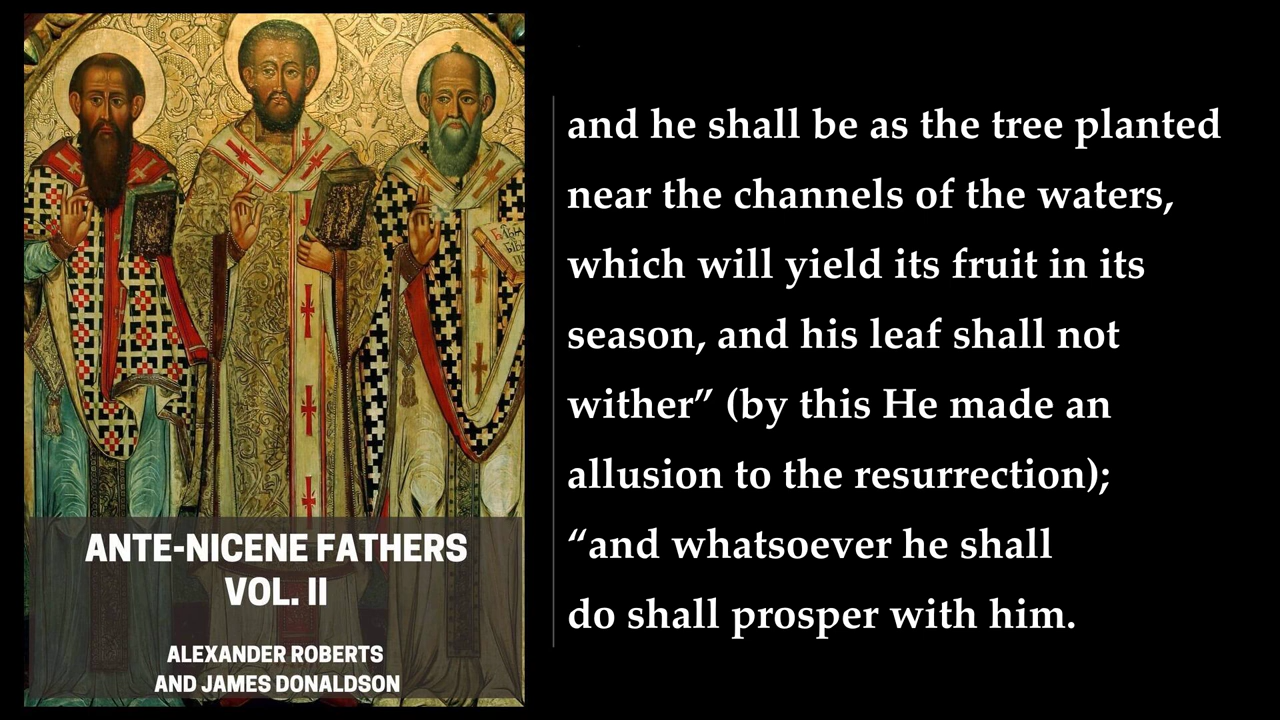 ANTE-NICENE FATHERS
VOL. II
ALEXANDER ROBERTS
AND JAMES DONALDSON
and he shall be as the tree planted
near the channels of the waters,
which will yield its fruit in its
season, and his leaf shall not
wither” (by this He made an
allusion to the resurrection);
“and whatsoever he shall
do shall prosper with him.